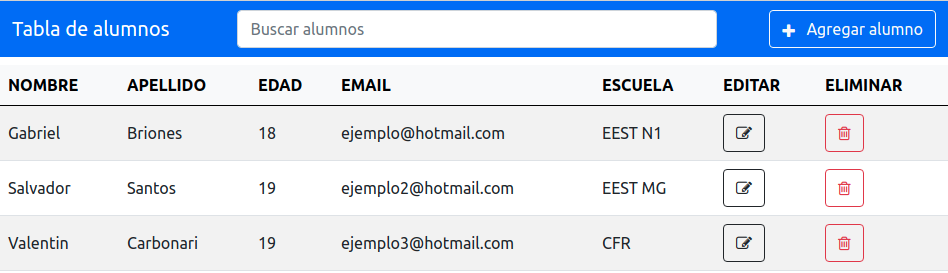 Tabla de alumnos Buscar alumnos Agregar alumno
NOMBRE APELLIDO EDAD EMAIL ESCUELA EDITAR ELIMINAR
Gabriel Briones 18 ejemplo@hotmail.com EEST N1
Salvador Santos 19 ejemplo2@hotmail.com EEST MG
Valentin Carbonari 19 ejemplo3@hotmail.com CFR